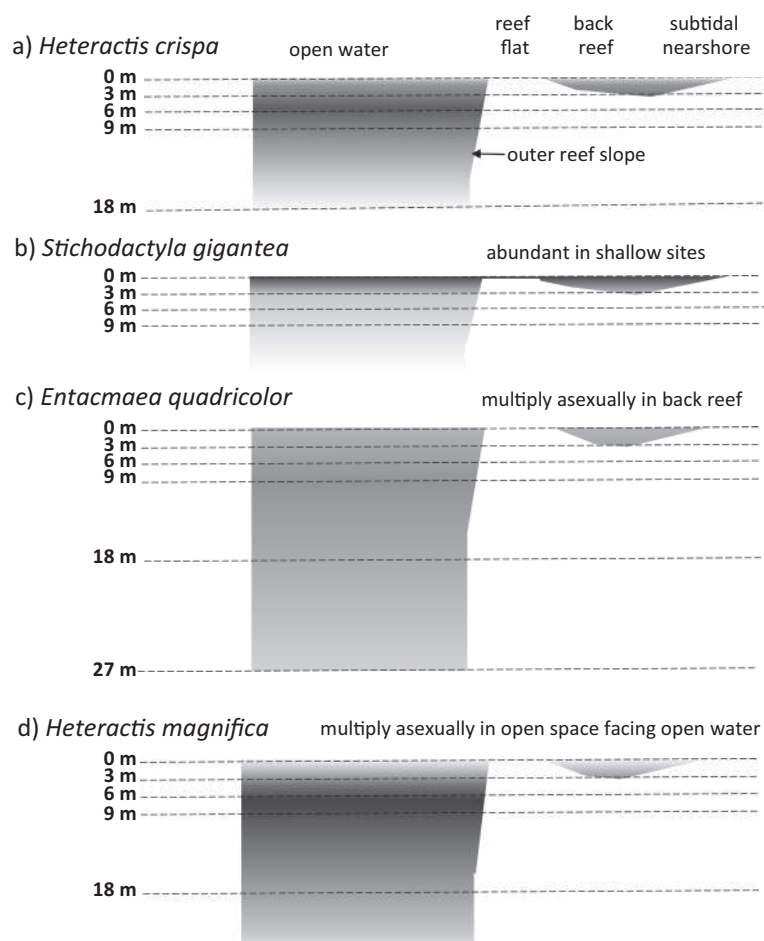 reef back subtidal
a) Heteractis crispa open water flat reef nearshore
0 m
3 m
6 m
9 m
outer reef slope
18 m
b) Stichodactyla gigantea abundant in shallow sites
0 m
3 m
6 m
9 m
c) Entacmaea quadricolor multiply asexually in back reef
0 m
3 m
6 m
9 m
18 m
27 m
d) Heteractis magnifica multiply asexually in open space facing open water
0 m
3 m
6 m
9 m
18 m